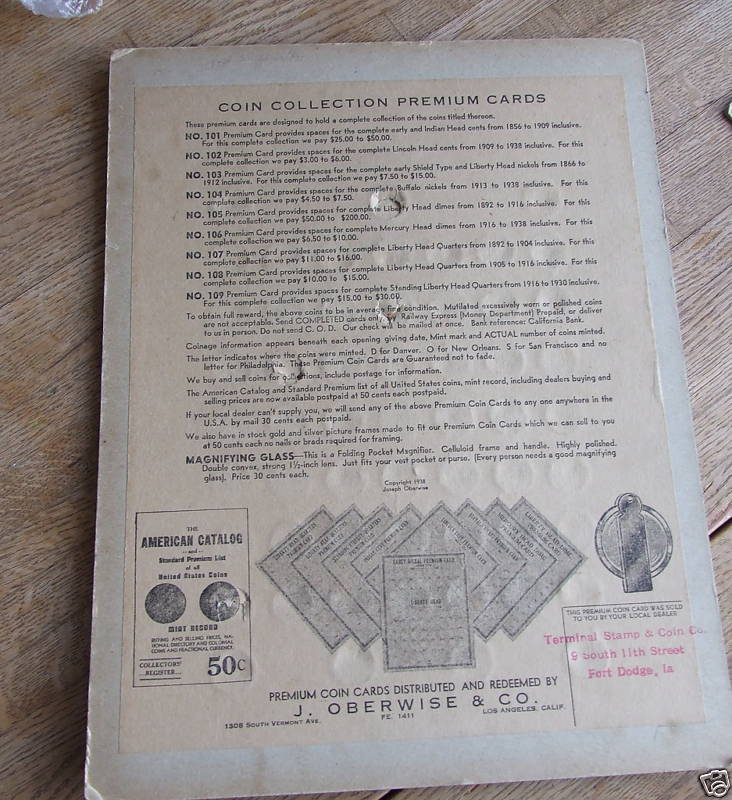 COIN COLLECTION PREMIUM CARDS
These premium cards are designed to hold a complete collection of the coins titled thereon.
NO. 101 Premium Card provides spaces for the complete early and Indian Head cents from 1856 to 1909 inclusive.
For this complete collection we pay $25.00 to $50.00.
NO. 102 Premium Card provides spaces for the complete Lincoln Head cents from 1909 to 1938 inclusive. For this
complete collection we pay $3.00 to $6.00.
NO. 103 Premium Card provides spaces for the complete early Shield Type and Liberty Head nickels from 1866 to
1912 inclusive. For this complete collection we pay $7.50 to $15.00.
NO. 104 Premium Card provides spaces for the complete Buffalo nickels from 1913 to 1938 inclusive. For this
complete collection we pay $4.50 to $7.50.
NO. 105 Premium Card provides spaces for complete Liberty Head dimes from 1892 to 1916 inclusive. For this
complete collection we pay $50.00 to $200.00.
NO. 106 Premium Card provides spaces for complete Mercury Head dimes from 1916 to 1938 inclusive. For this
complete collection we pay $6.50 to $10.00.
NO. 107 Premium Card provides spaces for complete Liberty Head Quarters from 1892 to 1904 inclusive. For this
complete collection we pay $11.00 to $16.00.
NO. 108 Premium Card provides spaces for complete Liberty Head Quarters from 1905 to 1916 inclusive. For this
complete collection we pay $10.00 to $15.00.
NO. 109 Premium Card provides spaces for complete Standing Liberty Head Quarters from 1916 to 1930 inclusive.
For this complete collection we pay $15.00 to $30.00.
To obtain full reward, the above coins to be in average fine condition. Mutilated excessively worn or polished coins
are not acceptable. Send COMPLETED cards only by Railway Express (Money Department) Prepaid, or deliver
to us in person. Do not send C. O. D. Our check will be mailed at once. Bank reference: California Bank.
Coinage information appears beneath each opening giving date, Mint mark and ACTUAL number of coins minted.
The letter indicates where the coins were minted. D for Denver. O for New Orleans. S for San Francisco and no
letter for Philadelphia. These Premium Coin Cards are Guaranteed not to fade.
We buy and sell coins for collections, include postage for information.
The American Catalog and Standard Premium list of all United States coins, mint record, including dealers buying and
selling prices are now available postpaid at 50 cents each postpaid.
If your local dealer can't supply you, we will send any of the above Premium Coin Cards to any one anywhere in the
U.S.A. by mail 30 cents each postpaid.
We also have in stock gold and silver picture frames made to fit our Premium Coin Cards which we can sell to you
at 50 cents each no nails or brads required for framing.
MAGNIFYING GLASS—This is a Folding Pocket Magnifier. Celluloid frame and handle. Highly polished.
Double convex, strong 1½-inch lens. Just fits your vest pocket or purse. (Every person needs a good magnifying
glass). Price 30 cents each.
Copyright 1938
Joseph Oberwise
THE
AMERICAN CATALOG
and
Standard Premium List
of all
United States Coins
MINT RECORD
BUYING AND SELLING PRICES, NA-
TIONAL DIRECTORY AND COLONIAL
COINS AND FRACTIONAL CURRENCY.
COLLECTORS'
REGISTER
50c
EARLY NICKEL PREMIUM CARD
LIBERTY HEAD
THIS PREMIUM COIN CARD WAS SOLD
TO YOU BY YOUR LOCAL DEALER
Terminal Stamp & Coin Co.
9 South 11th Street
Fort Dodge, Ia
PREMIUM COIN CARDS DISTRIBUTED AND REDEEMED BY
J. OBERWISE & CO.
1308 SOUTH VERMONT AVE.
FE. 1411
LOS ANGELES, CALIF.